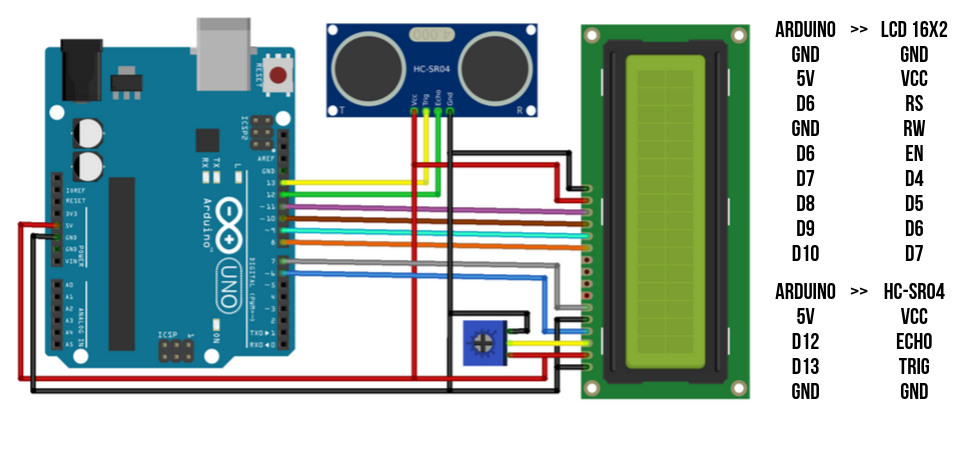 HC-SR04
T
R
Vcc
Trig
Echo
Gnd
RESET
ICSP2
RX
TX
L
AREF
GND
13
12
~11
~10
~9
8
7
~6
~5
4
~3
2
TXD▶1
RXD◀0
DIGITAL (PWM=~)
Arduino™
UNO
IOREF
RESET
3V3
5V
GND
GND
VIN
POWER
A0
A1
A2
A3
A4
A5
ANALOG IN
ICSP
1
ON
ARDUINO >> LCD 16X2
GND GND
5V VCC
D6 RS
GND RW
D6 EN
D7 D4
D8 D5
D9 D6
D10 D7
ARDUINO >> HC-SR04
5V VCC
D12 ECHO
D13 TRIG
GND GND